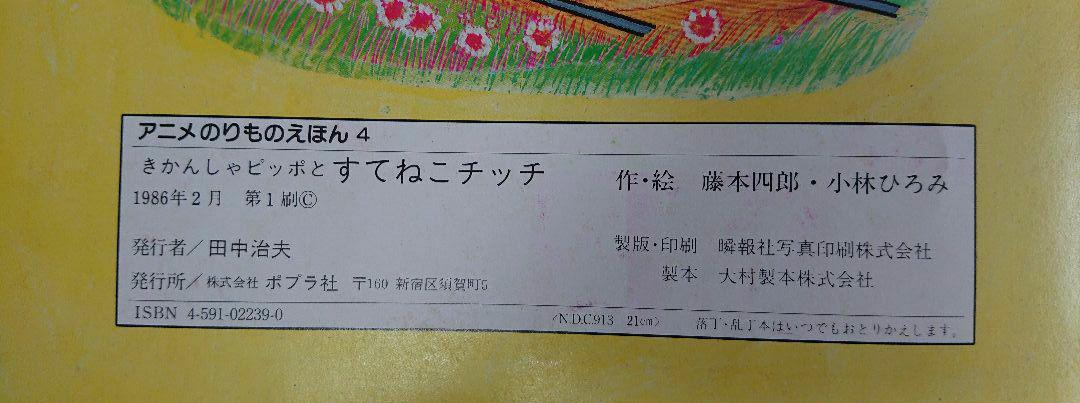 アニメのりものえほん 4
きかんしゃピッポと すてねこチッチ
作・絵 藤本四郎・小林ひろみ
1986年2月 第1刷©
発行者/田中治夫
製版・印刷 瞬報社写真印刷株式会社
発行所/株式会社 ポプラ社 〒160 新宿区須賀町5
製本 大村製本株式会社
ISBN 4-591-02239-0
〈N.D.C.913 21cm〉
落丁・乱丁本はいつでもおとりかえします。